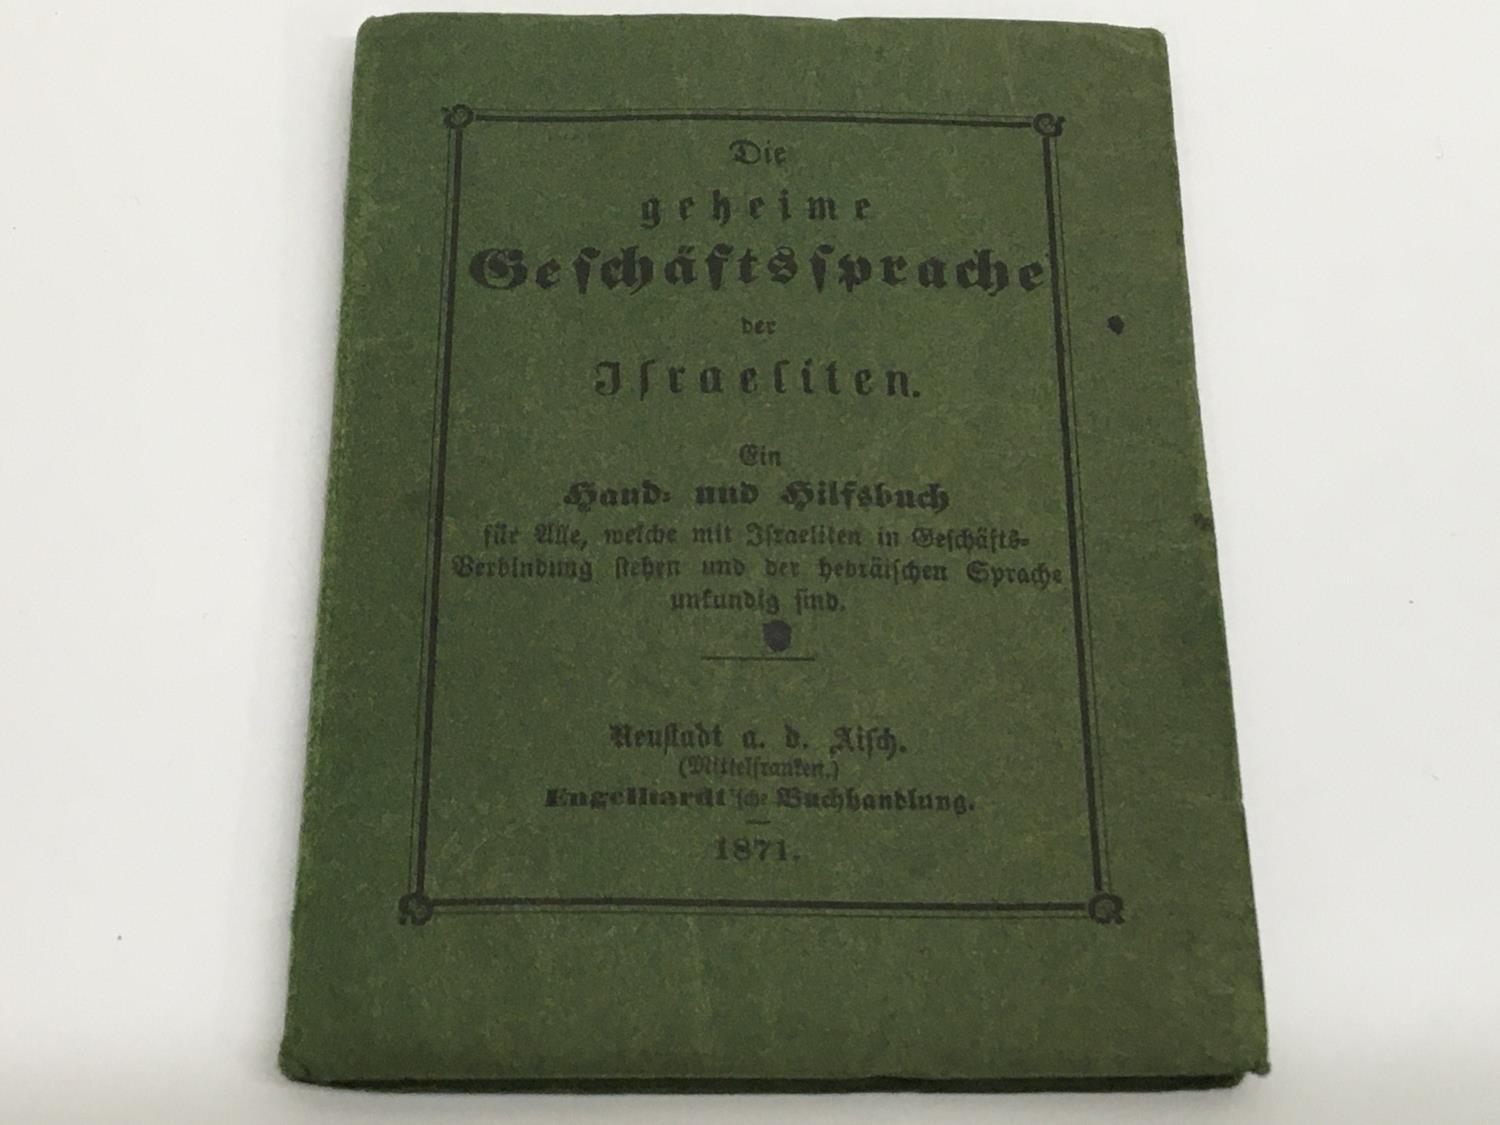 Die
geheime
Geſchäftsſprache
der
Iſraeliten.
Ein
Hand- und Hilfsbuch
für Alle, welche mit Iſraeliten in Geſchäfts-
Verbindung ſtehen und der hebräiſchen Sprache
unkundig ſind.
Neuſtadt a. d. Aiſch.
(Mittelfranken.)
Engelhardt'ſche Buchhandlung.
1871.